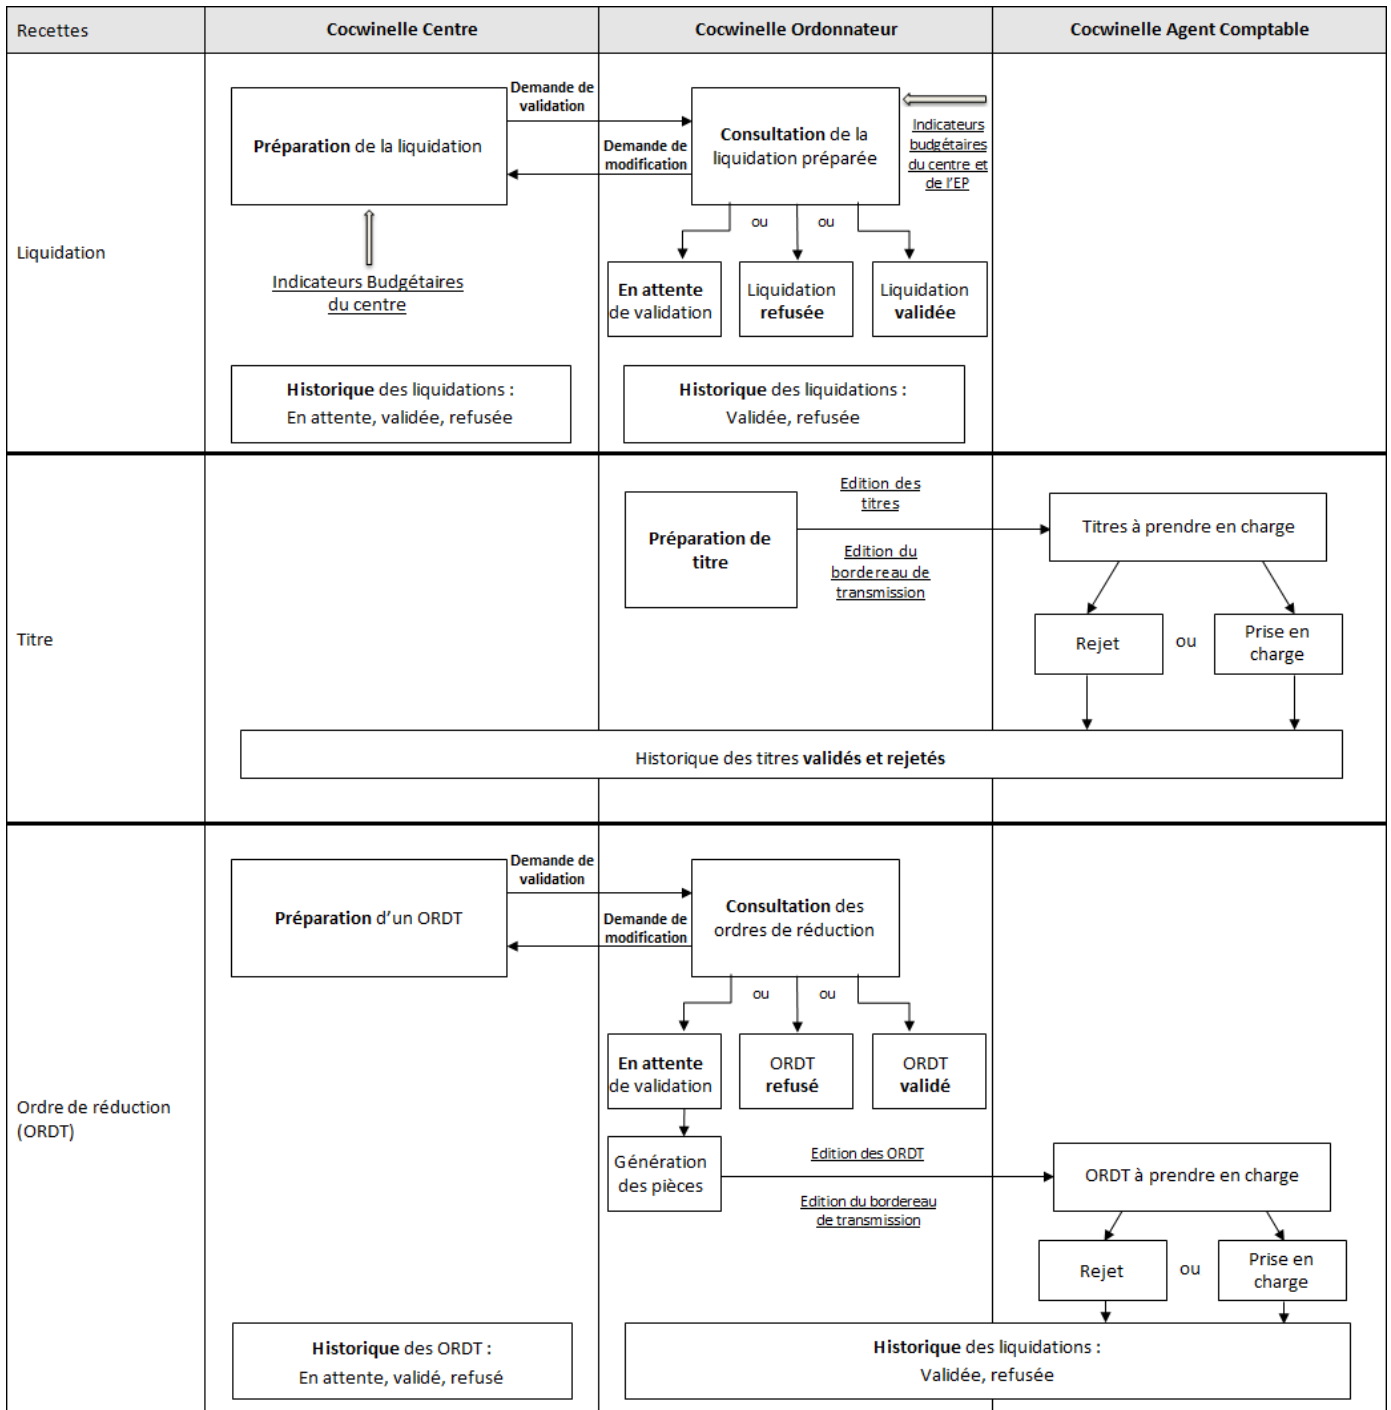 Recettes
Cocwinelle Centre
Cocwinelle Ordonnateur
Cocwinelle Agent Comptable
Liquidation
Préparation de la liquidation
Demande de
validation
Demande de
modification
Consultation de la
liquidation préparée
Indicateurs
budgétaires
du centre et
de l'EP
Indicateurs Budgétaires
du centre
ou
ou
En attente
de validation
Liquidation
refusée
Liquidation
validée
Historique des liquidations :
En attente, validée, refusée
Historique des liquidations :
Validée, refusée
Titre
Préparation de
titre
Edition des
titres
Edition du
bordereau de
transmission
Titres à prendre en charge
Rejet
ou
Prise en
charge
Historique des titres validés et rejetés
Ordre de réduction
(ORDT)
Préparation d'un ORDT
Demande de
validation
Demande de
modification
Consultation des
ordres de réduction
ou
ou
En attente
de validation
ORDT
refusé
ORDT
validé
Génération
des pièces
Edition des ORDT
Edition du bordereau
de transmission
ORDT à prendre en charge
Rejet
ou
Prise en
charge
Historique des ORDT :
En attente, validé, refusé
Historique des liquidations :
Validée, refusée